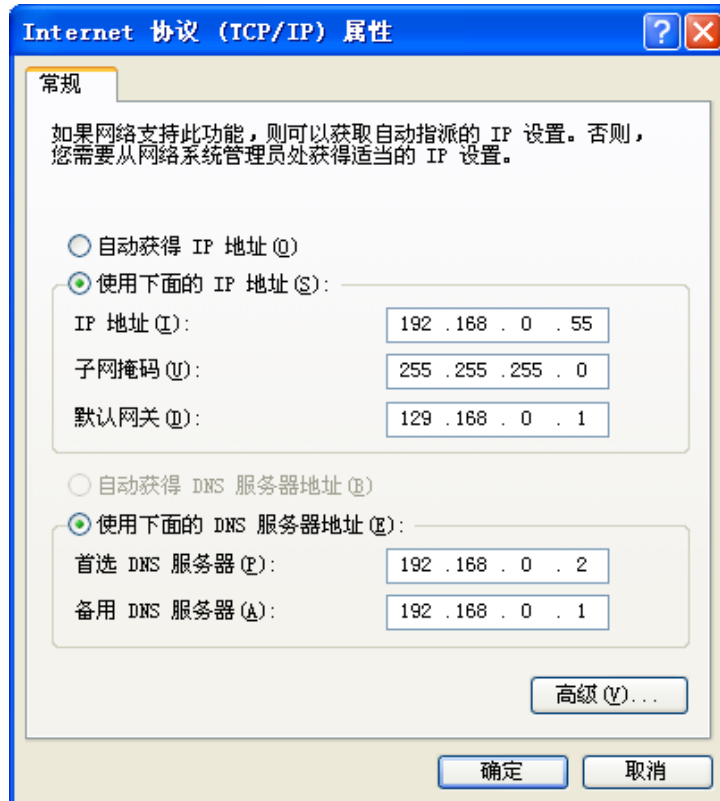 Internet 协议 (TCP/IP) 属性
常规
如果网络支持此功能，则可以获取自动指派的 IP 设置。否则，
您需要从网络系统管理员处获得适当的 IP 设置。
自动获得 IP 地址(O)
使用下面的 IP 地址(S):
IP 地址(I): 192 .168 . 0 . 55
子网掩码(U): 255 .255 .255 . 0
默认网关(D): 129 .168 . 0 . 1
自动获得 DNS 服务器地址(B)
使用下面的 DNS 服务器地址(E):
首选 DNS 服务器(P): 192 .168 . 0 . 2
备用 DNS 服务器(A): 192 .168 . 0 . 1
高级(V)...
确定 取消